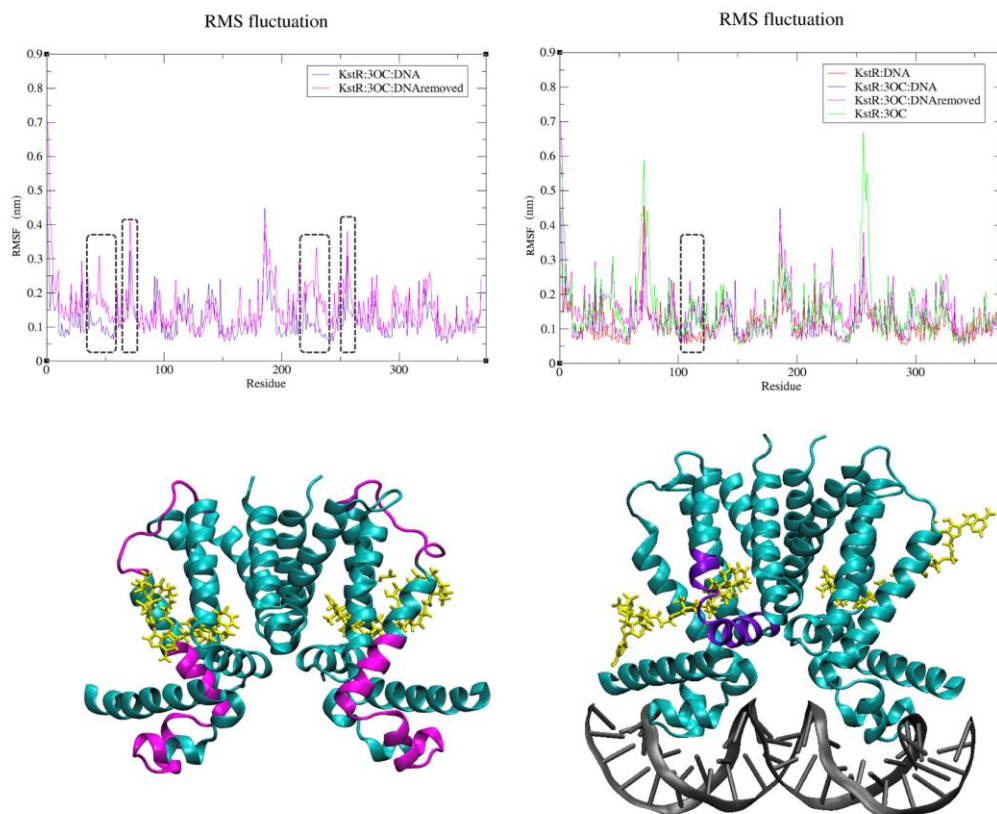 RMS fluctuation
0.9
0.8
0.7
0.6
0.5
0.4
0.3
0.2
0.1
0
RMSF (nm)
KstR:3OC:DNA
KstR:3OC:DNAremoved
0 100 200 300
Residue
RMS fluctuation
0.9
0.8
0.7
0.6
0.5
0.4
0.3
0.2
0.1
0
RMSF (nm)
KstR:DNA
KstR:3OC:DNA
KstR:3OC:DNAremoved
KstR:3OC
0 100 200 300
Residue